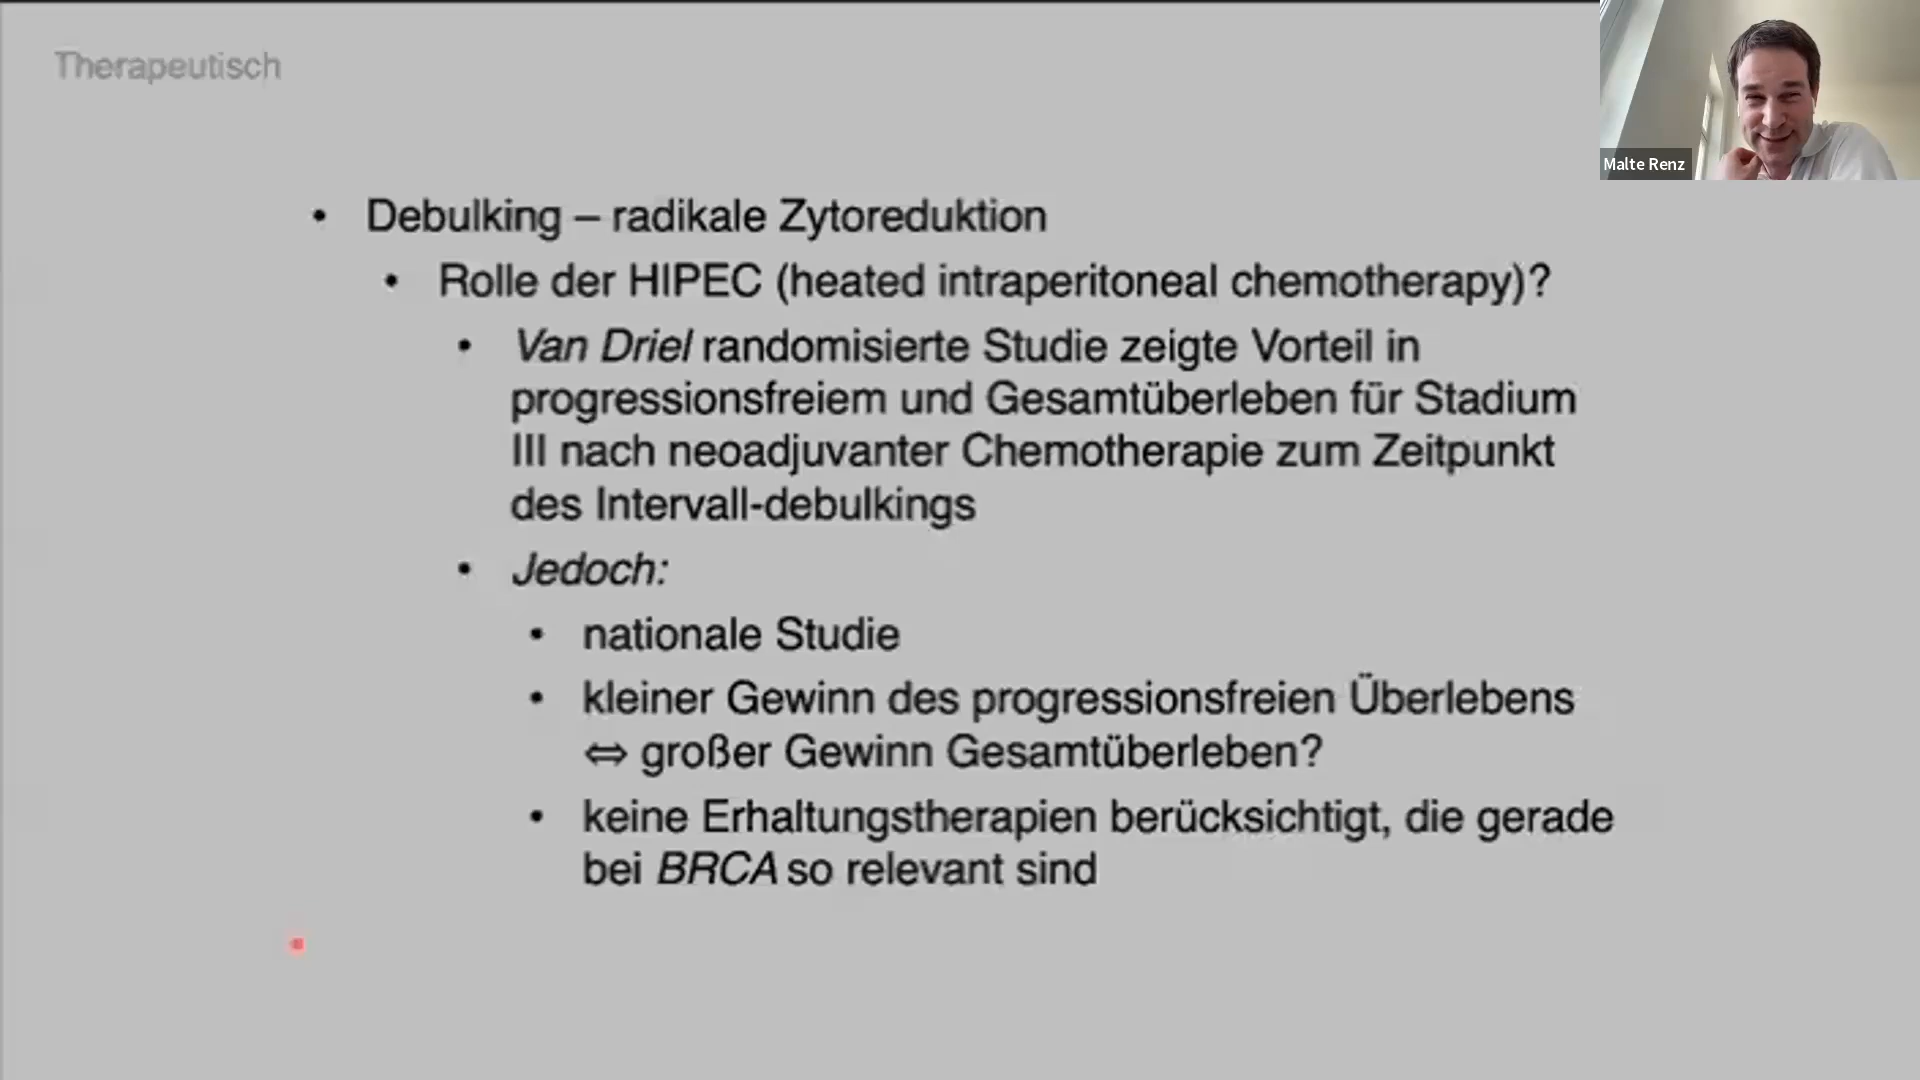 Therapeutisch
Malte Renz
• Debulking – radikale Zytoreduktion
• Rolle der HIPEC (heated intraperitoneal chemotherapy)?
• Van Driel randomisierte Studie zeigte Vorteil in
progressionsfreiem und Gesamtüberleben für Stadium
III nach neoadjuvanter Chemotherapie zum Zeitpunkt
des Intervall-debulkings
• Jedoch:
• nationale Studie
• kleiner Gewinn des progressionsfreien Überlebens
⇔ großer Gewinn Gesamtüberleben?
• keine Erhaltungstherapien berücksichtigt, die gerade
bei BRCA so relevant sind